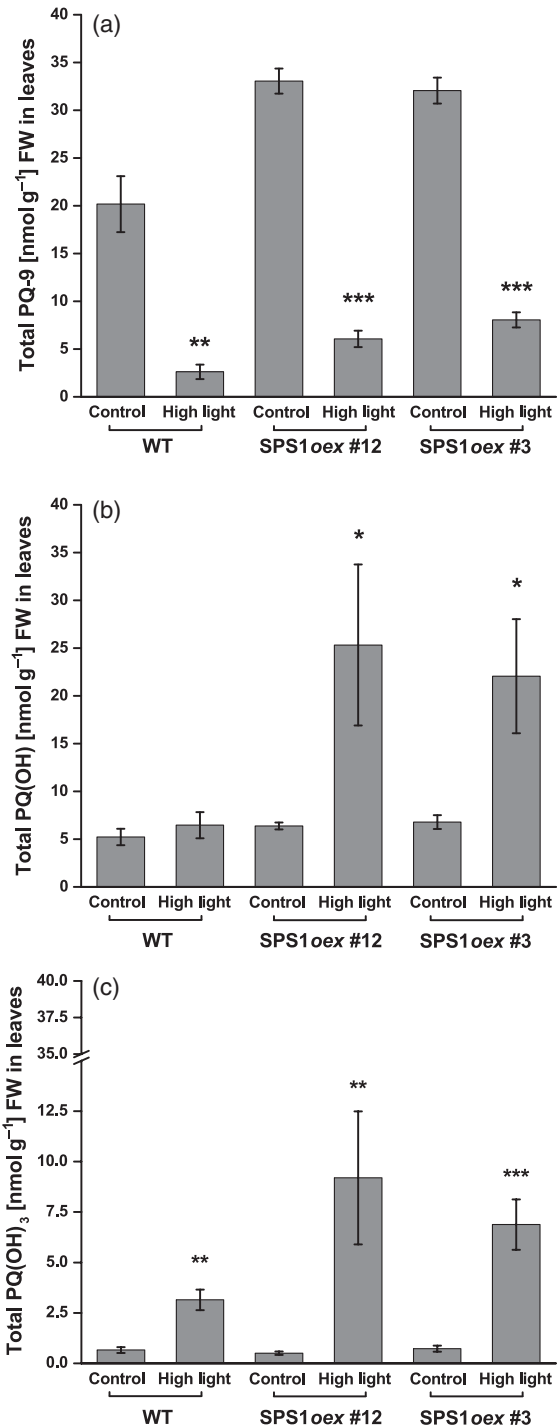 (a)
Total PQ-9 [nmol g⁻¹] FW in leaves
40
35
30
25
20
15
10
5
0
**
***
***
Control High light Control High light Control High light
WT SPS1oex #12 SPS1oex #3
(b)
Total PQ(OH) [nmol g⁻¹] FW in leaves
40
35
30
25
20
15
10
5
0
*
*
Control High light Control High light Control High light
WT SPS1oex #12 SPS1oex #3
(c)
Total PQ(OH)₃ [nmol g⁻¹] FW in leaves
40.0
37.5
35.0
12.5
10.0
7.5
5.0
2.5
0.0
**
**
***
Control High light Control High light Control High light
WT SPS1oex #12 SPS1oex #3